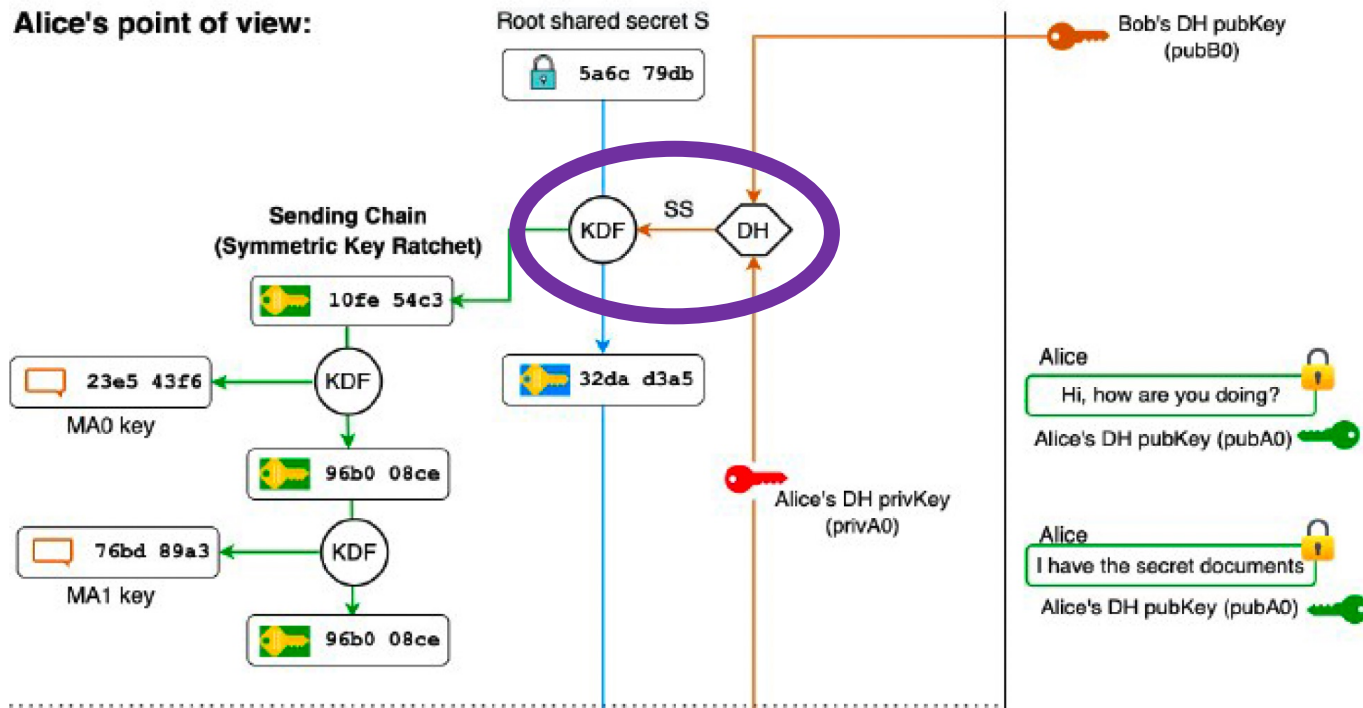 Alice's point of view:
Root shared secret S
5a6c 79db
Bob's DH pubKey
(pubB0)
KDF
SS
DH
Sending Chain
(Symmetric Key Ratchet)
10fe 54c3
KDF
23e5 43f6
MA0 key
32da d3a5
96b0 08ce
Alice's DH privKey
(privA0)
KDF
76bd 89a3
MA1 key
96b0 08ce
Alice
Hi, how are you doing?
Alice's DH pubKey (pubA0)
Alice
I have the secret documents
Alice's DH pubKey (pubA0)